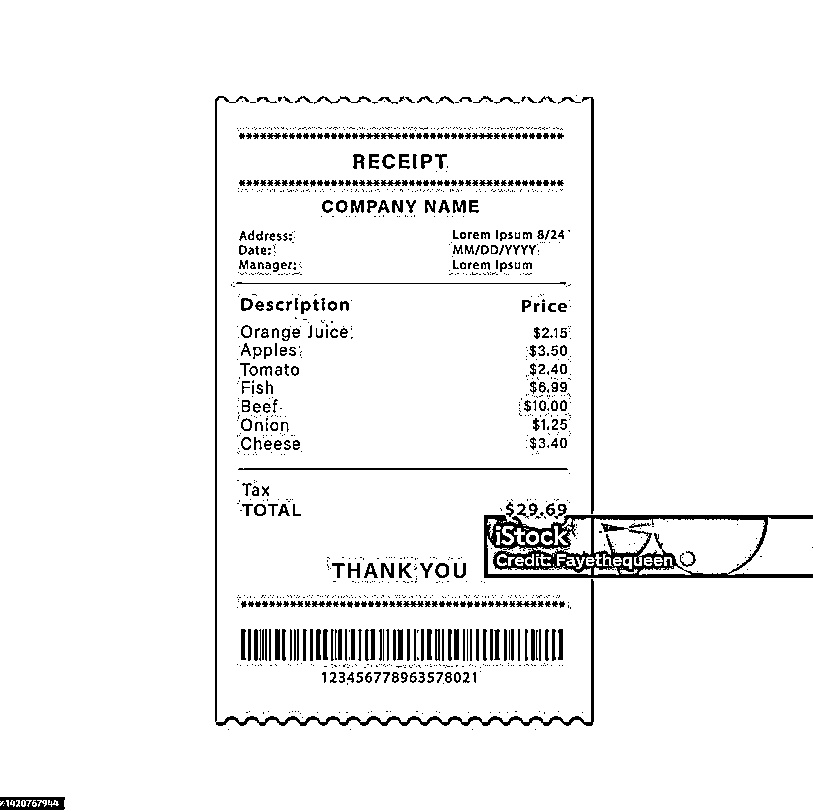 ****************************************************
RECEIPT
****************************************************
COMPANY NAME
Address: Lorem Ipsum 8/24
Date: MM/DD/YYYY
Manager: Lorem Ipsum
Description Price
Orange Juice $2.15
Apples $3.50
Tomato $2.40
Fish $6.99
Beef $10.00
Onion $1.25
Cheese $3.40
Tax
TOTAL $29.69
iStock
Credit: Fayethequeen
THANK YOU
****************************************************
123456778963578021
1420767944